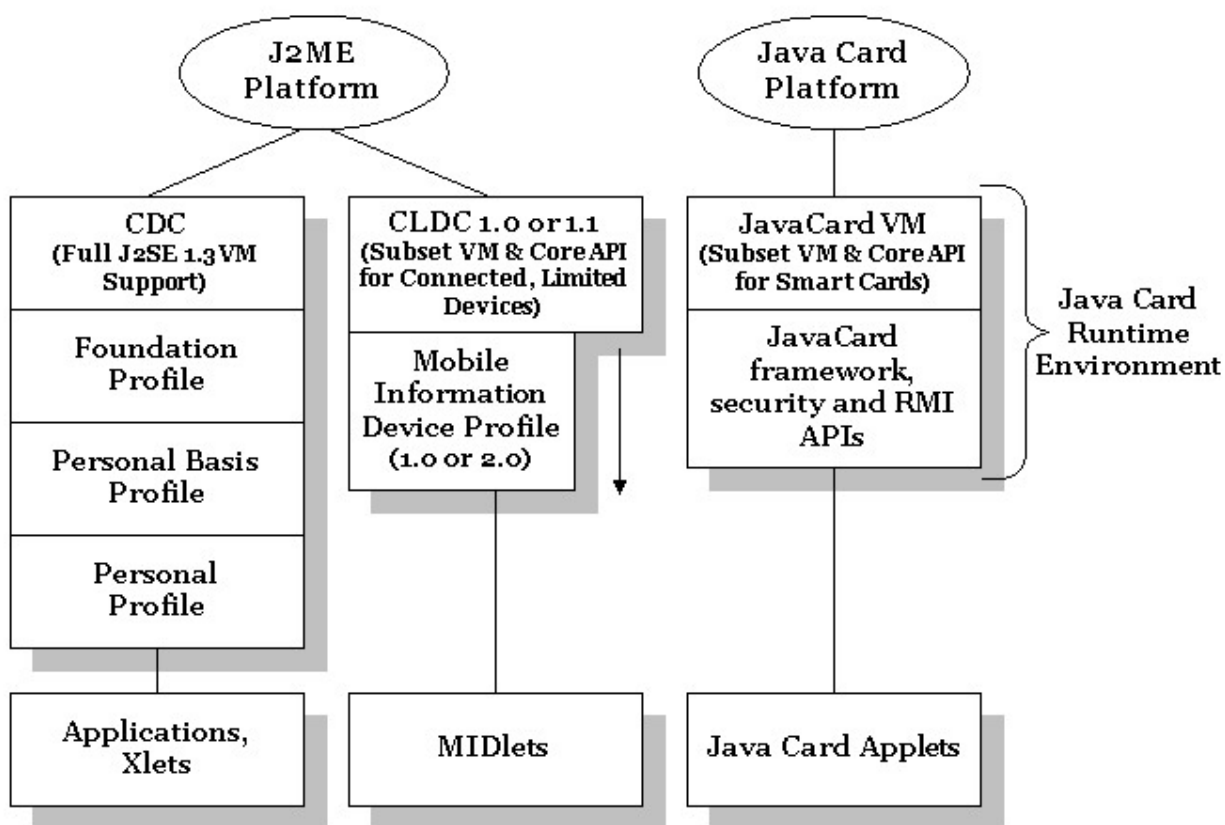 J2ME
Platform
Java Card
Platform
CDC
(Full J2SE 1.3 VM
Support)
Foundation
Profile
Personal Basis
Profile
Personal
Profile
Applications,
Xlets
CLDC 1.0 or 1.1
(Subset VM & Core API
for Connected, Limited
Devices)
Mobile
Information
Device Profile
(1.0 or 2.0)
MIDlets
JavaCard VM
(Subset VM & Core API
for Smart Cards)
JavaCard
framework,
security and RMI
APIs
Java Card Applets
Java Card
Runtime
Environment